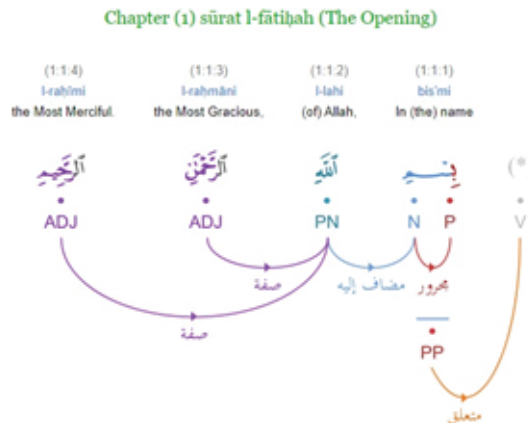 Chapter (1) sūrat l-fātiḥah (The Opening)
(1:1:4) (1:1:3) (1:1:2) (1:1:1)
l-raḥīmi l-raḥmāni l-lahi bis'mi
the Most Merciful. the Most Gracious, (of) Allah, In (the) name
بِسْمِ ٱللَّهِ ٱلرَّحْمَٰنِ ٱلرَّحِيمِ
(*
ADJ ADJ PN N P V
صفة مضاف إليه مجرور
صفة
PP
متعلق